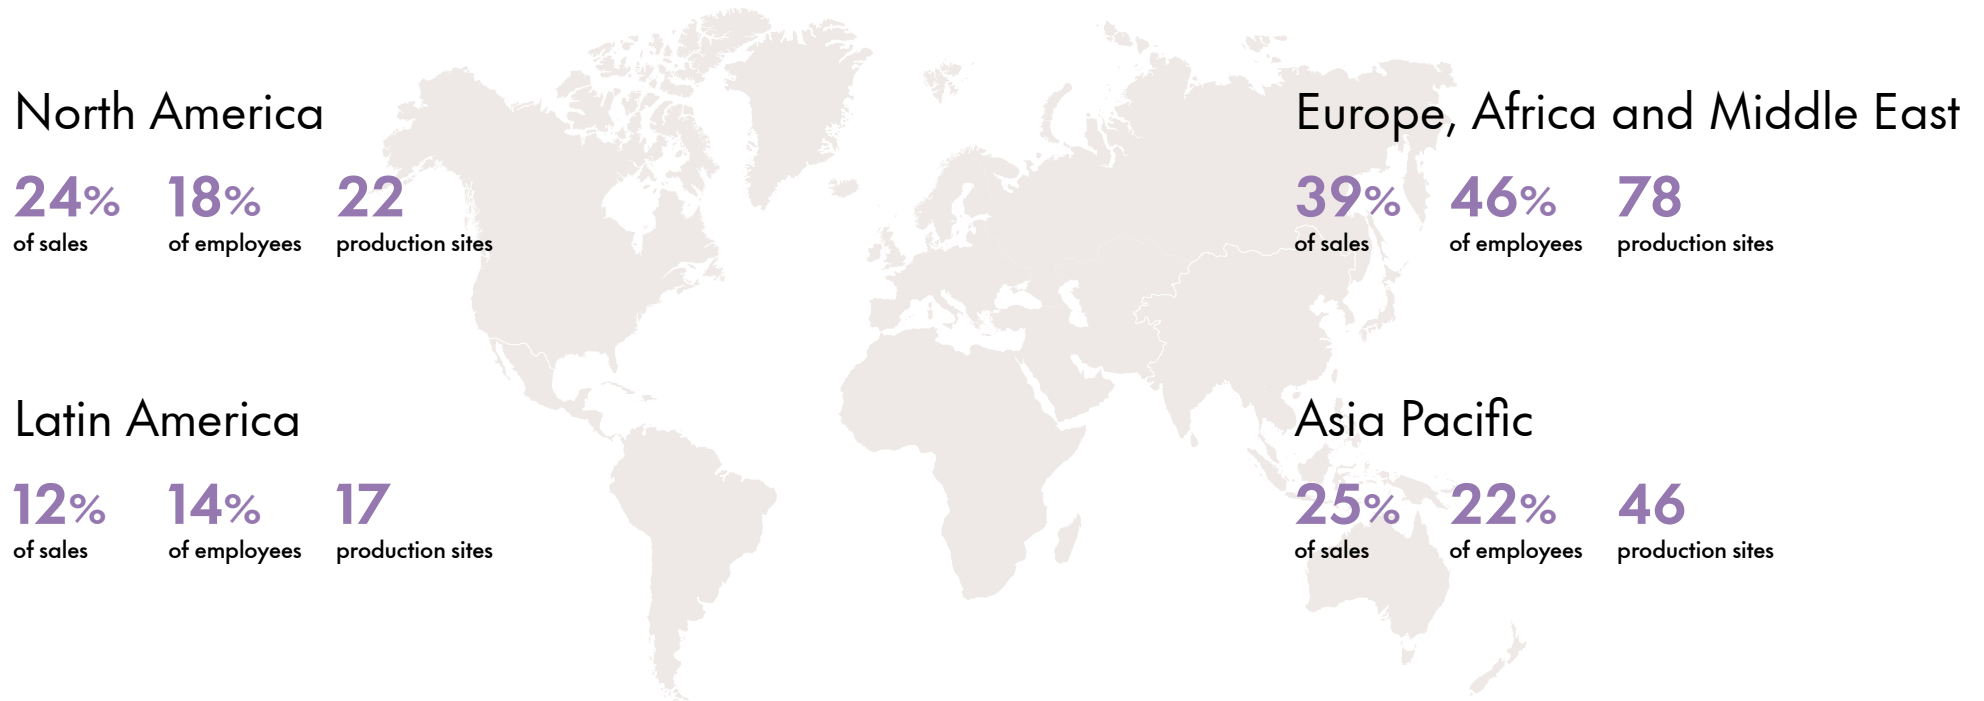 North America
24% 18% 22
of sales of employees production sites
Europe, Africa and Middle East
39% 46% 78
of sales of employees production sites
Latin America
12% 14% 17
of sales of employees production sites
Asia Pacific
25% 22% 46
of sales of employees production sites